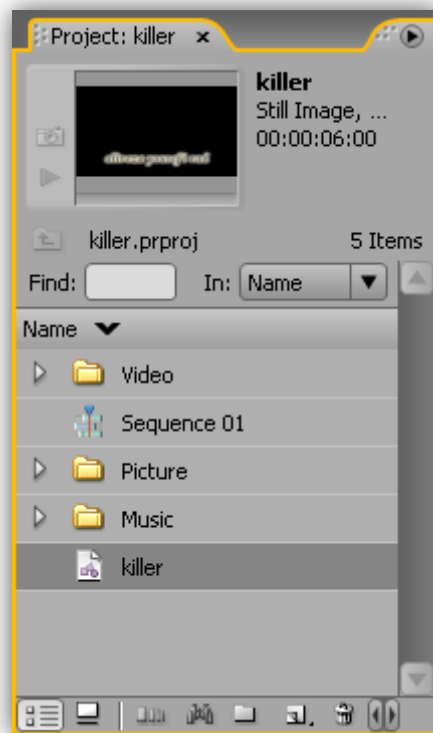 Project: killer x
killer
Still Image, ...
00:00:06:00
killer.prproj 5 Items
Find: In: Name
Name
Video
Sequence 01
Picture
Music
killer